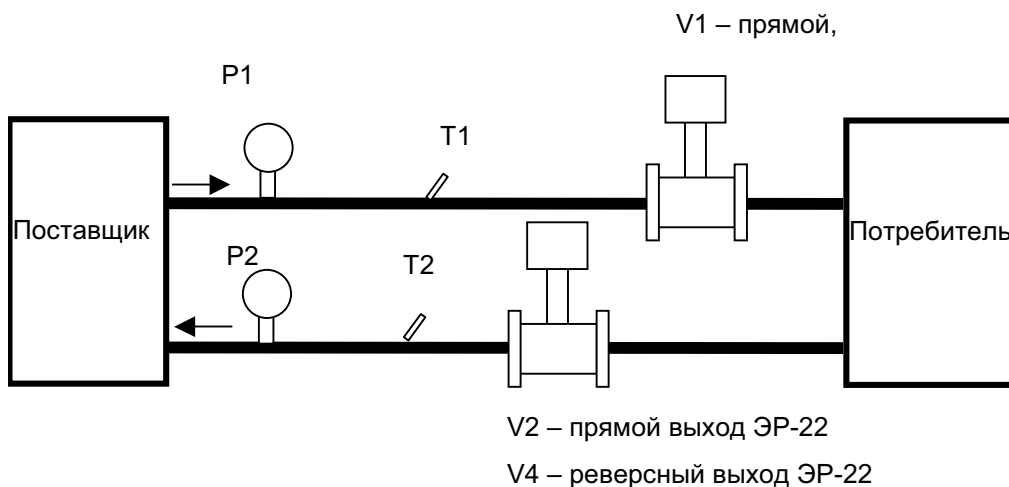 V1 – прямой,
P1
T1
Поставщик
Потребитель
P2
T2
V2 – прямой выход ЭР-22
V4 – реверсный выход ЭР-22